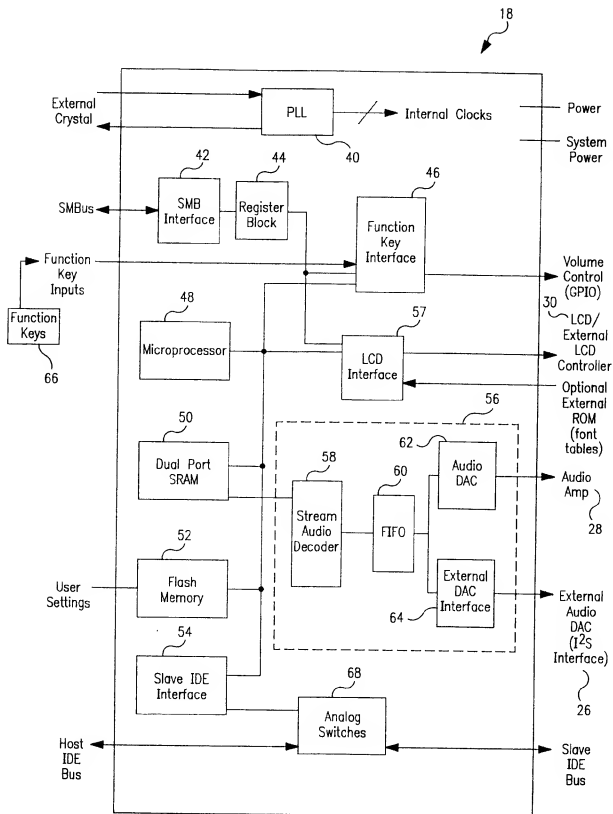 18
External
Crystal
PLL
40
Internal Clocks
Power
System
Power
42
44
46
SMBus
SMB
Interface
Register
Block
Function
Key
Interface
Function
Key
Inputs
Function Keys
66
Volume
Control
(GPIO)
48
Microprocessor
57
LCD
Interface
30
LCD/
External
LCD
Controller
Optional
External
ROM
(font
tables)
50
Dual Port
SRAM
56
58
Stream
Audio
Decoder
60
FIFO
62
Audio
DAC
Audio
Amp
28
52
Flash
Memory
User
Settings
64
External
DAC
Interface
External
Audio
DAC
(I2S
Interface)
26
54
Slave IDE
Interface
68
Analog
Switches
Host
IDE
Bus
Slave
IDE
Bus